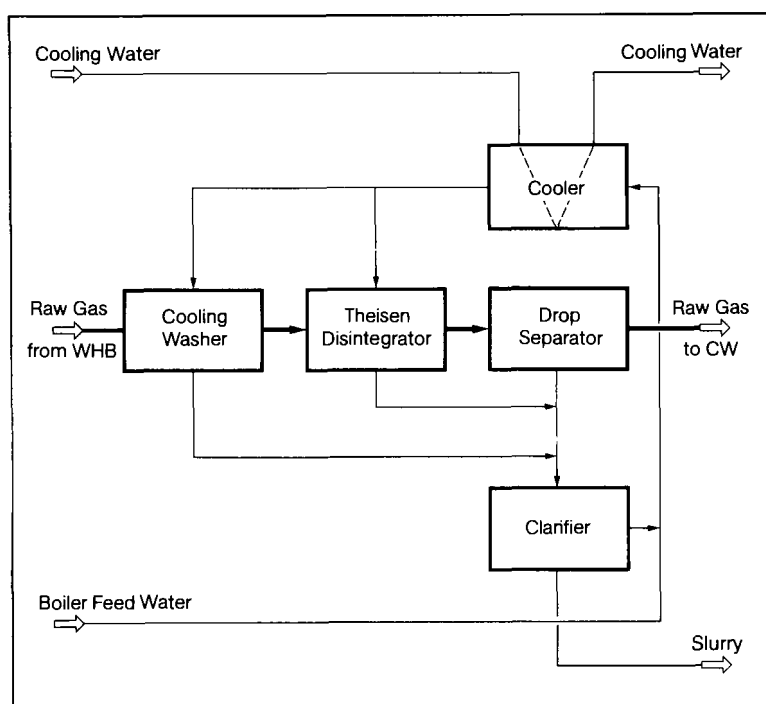 Cooling Water
Cooling Water
Cooler
Raw Gas
from WHB
Cooling
Washer
Theisen
Disintegrator
Drop
Separator
Raw Gas
to CW
Clarifier
Boiler Feed Water
Slurry